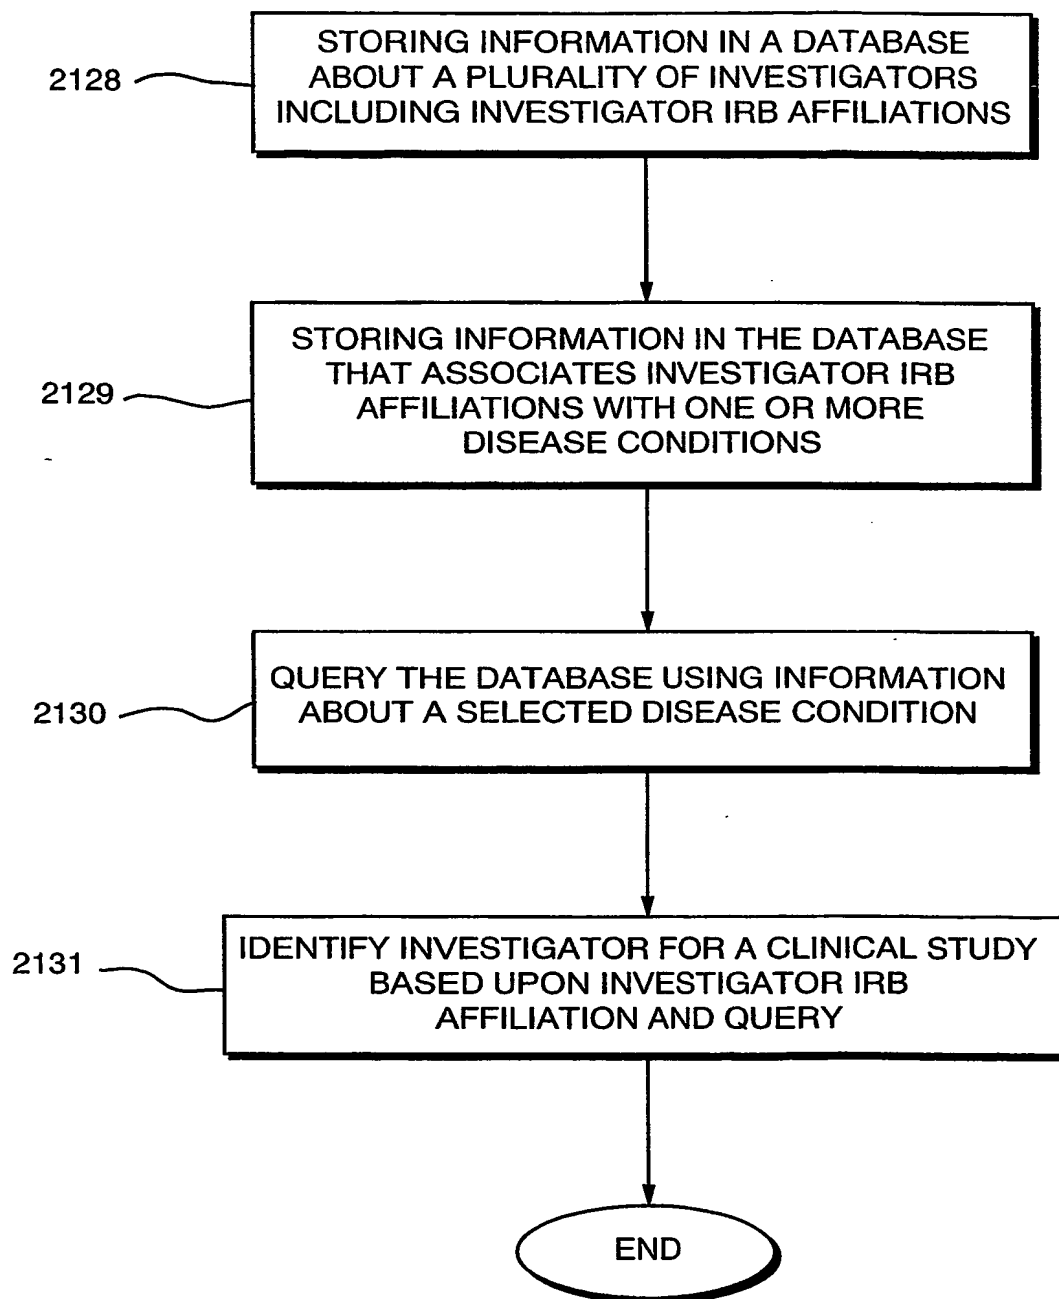 2128
STORING INFORMATION IN A DATABASE
ABOUT A PLURALITY OF INVESTIGATORS
INCLUDING INVESTIGATOR IRB AFFILIATIONS
2129
STORING INFORMATION IN THE DATABASE
THAT ASSOCIATES INVESTIGATOR IRB
AFFILIATIONS WITH ONE OR MORE
DISEASE CONDITIONS
2130
QUERY THE DATABASE USING INFORMATION
ABOUT A SELECTED DISEASE CONDITION
2131
IDENTIFY INVESTIGATOR FOR A CLINICAL STUDY
BASED UPON INVESTIGATOR IRB
AFFILIATION AND QUERY
END